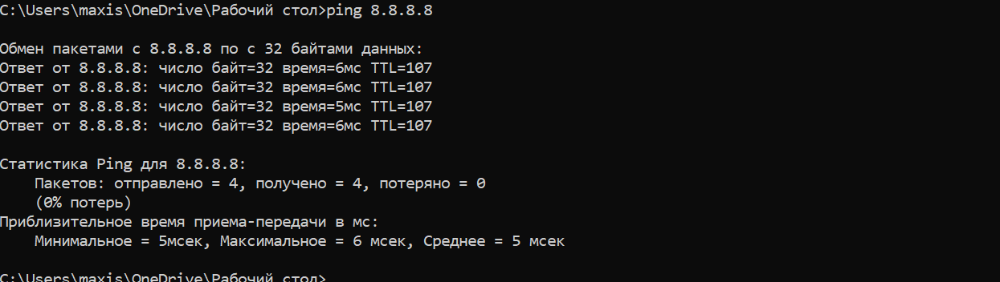 C:\Users\maxis\OneDrive\Рабочий стол>ping 8.8.8.8
Обмен пакетами с 8.8.8.8 по с 32 байтами данных:
Ответ от 8.8.8.8: число байт=32 время=6мс TTL=107
Ответ от 8.8.8.8: число байт=32 время=6мс TTL=107
Ответ от 8.8.8.8: число байт=32 время=5мс TTL=107
Ответ от 8.8.8.8: число байт=32 время=6мс TTL=107
Статистика Ping для 8.8.8.8:
    Пакетов: отправлено = 4, получено = 4, потеряно = 0
    (0% потерь)
Приблизительное время приема-передачи в мс:
    Минимальное = 5мсек, Максимальное = 6 мсек, Среднее = 5 мсек
C:\Users\maxis\OneDrive\Рабочий стол>